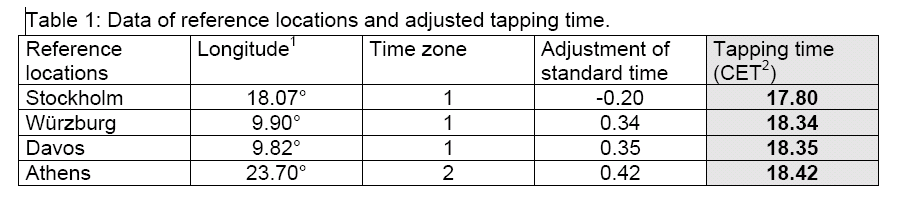 Table 1: Data of reference locations and adjusted tapping time.
Reference locations Longitude¹ Time zone Adjustment of standard time Tapping time (CET²)
Stockholm 18.07° 1 -0.20 17.80
Würzburg 9.90° 1 0.34 18.34
Davos 9.82° 1 0.35 18.35
Athens 23.70° 2 0.42 18.42